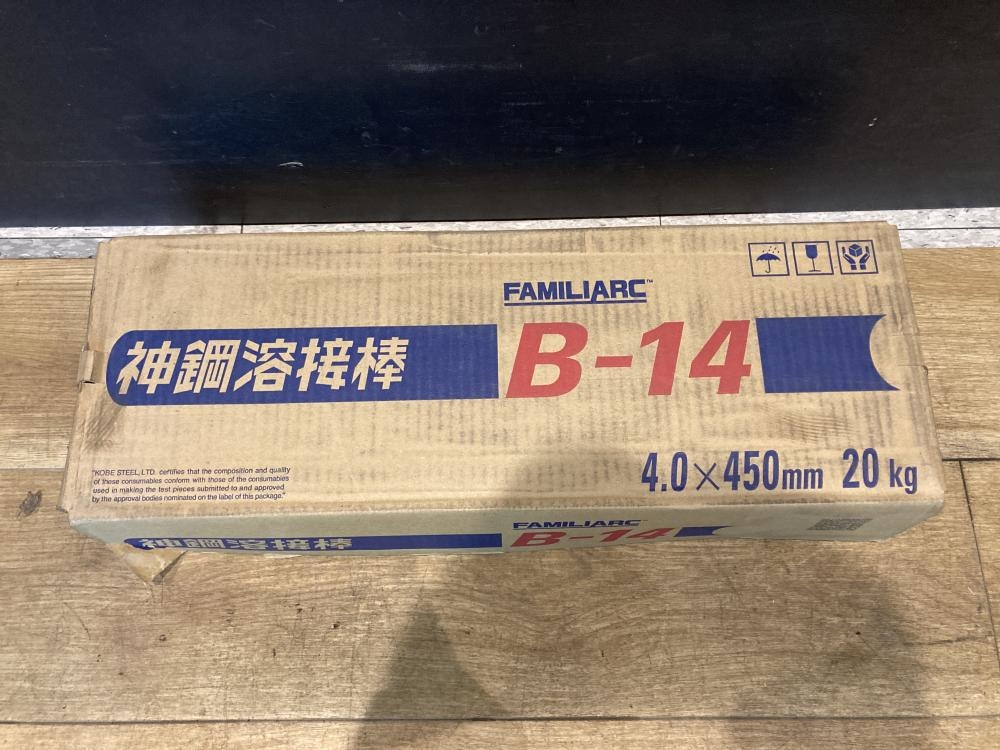 FAMILIARC™
神鋼溶接棒
B-14
"KOBE STEEL, LTD. certifies that the composition and quality
of these consumables conform with those of the consumables
used in making the test pieces submitted to and approved
by the approval bodies nominated on the label of this package."
4.0×450mm 20kg
FAMILIARC
神鋼溶接棒
B-14